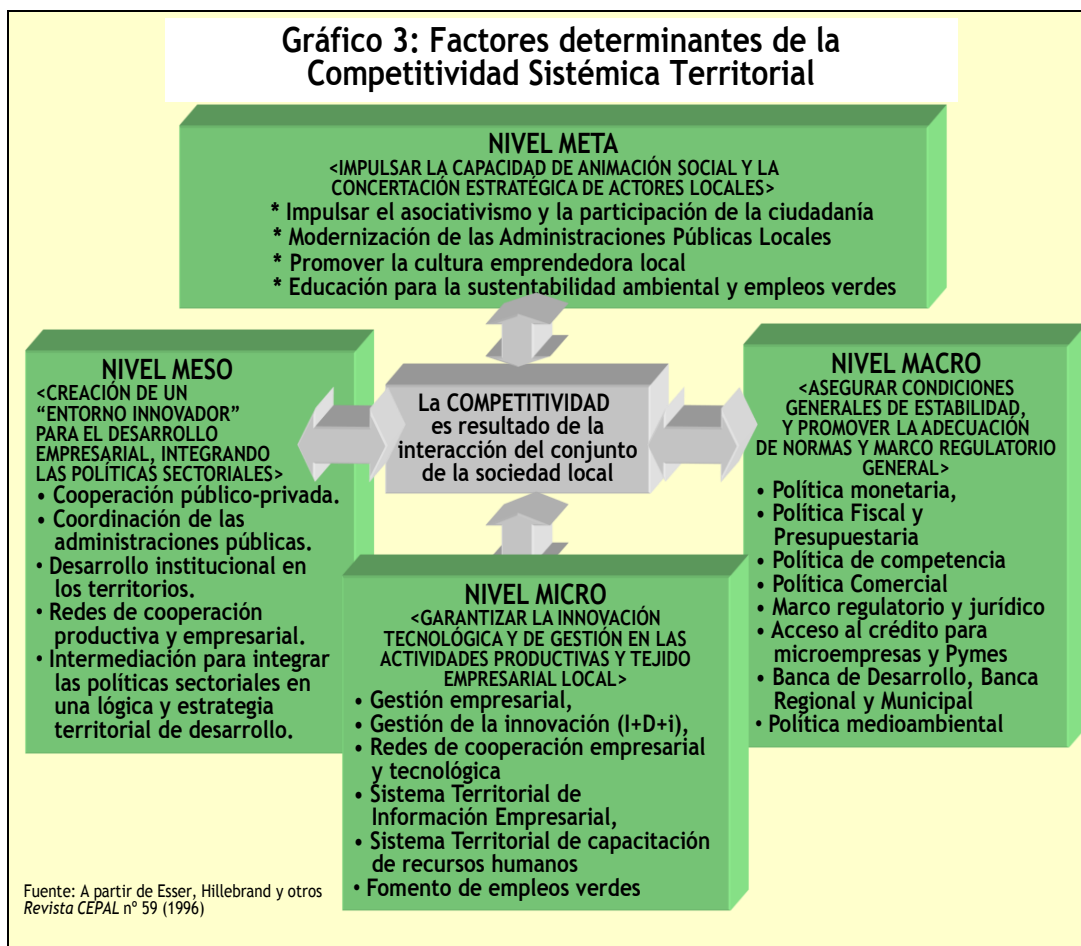 Gráfico 3: Factores determinantes de la
Competitividad Sistémica Territorial
NIVEL META
<IMPULSAR LA CAPACIDAD DE ANIMACIÓN SOCIAL Y LA
CONCERTACIÓN ESTRATÉGICA DE ACTORES LOCALES>
* Impulsar el asociativismo y la participación de la ciudadanía
* Modernización de las Administraciones Públicas Locales
* Promover la cultura emprendedora local
* Educación para la sustentabilidad ambiental y empleos verdes
NIVEL MESO
<CREACIÓN DE UN
“ENTORNO INNOVADOR”
PARA EL DESARROLLO
EMPRESARIAL, INTEGRANDO
LAS POLÍTICAS SECTORIALES>
• Cooperación público-privada.
• Coordinación de las
administraciones públicas.
• Desarrollo institucional en
los territorios.
• Redes de cooperación
productiva y empresarial.
• Intermediación para integrar
las políticas sectoriales en
una lógica y estrategia
territorial de desarrollo.
La COMPETITIVIDAD
es resultado de la
interacción del conjunto
de la sociedad local
NIVEL MACRO
<ASEGURAR CONDICIONES
GENERALES DE ESTABILIDAD,
Y PROMOVER LA ADECUACIÓN
DE NORMAS Y MARCO REGULATORIO
GENERAL>
• Política monetaria,
• Política Fiscal y
Presupuestaria
• Política de competencia
• Política Comercial
• Marco regulatorio y jurídico
• Acceso al crédito para
microempresas y Pymes
• Banca de Desarrollo, Banca
Regional y Municipal
• Política medioambiental
NIVEL MICRO
<GARANTIZAR LA INNOVACIÓN
TECNOLÓGICA Y DE GESTIÓN EN LAS
ACTIVIDADES PRODUCTIVAS Y TEJIDO
EMPRESARIAL LOCAL>
• Gestión empresarial,
• Gestión de la innovación (I+D+i),
• Redes de cooperación empresarial
y tecnológica
• Sistema Territorial de
Información Empresarial,
• Sistema Territorial de capacitación
de recursos humanos
• Fomento de empleos verdes
Fuente: A partir de Esser, Hillebrand y otros
Revista CEPAL nº 59 (1996)